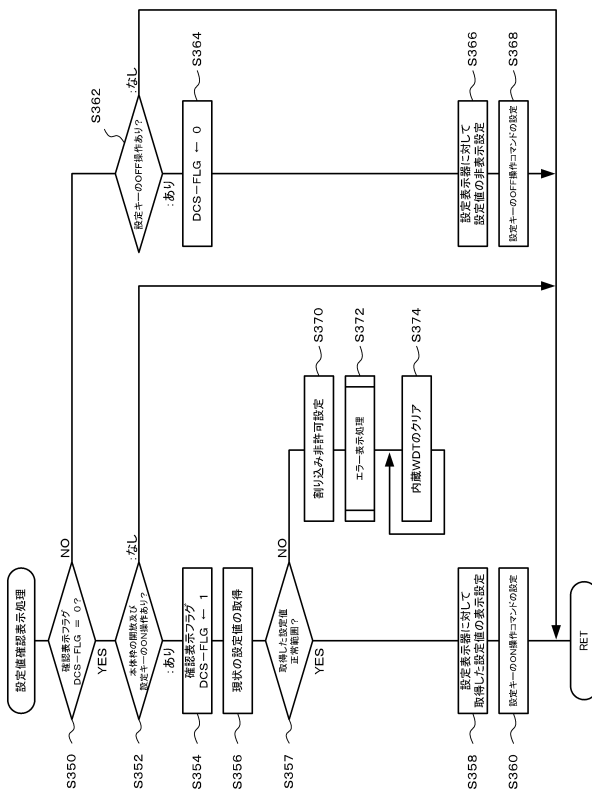 設定値確認表示処理
S350
確認表示フラグ
DCS-FLG = 0?
NO
YES
S352
本体枠の開放及び
設定キーのON操作あり?
:なし
:あり
S354
確認表示フラグ
DCS-FLG ← 1
S356
現状の設定値の取得
S357
取得した設定値
正常範囲?
NO
YES
S358
設定表示器に対して
取得した設定値の表示設定
S360
設定キーのON操作コマンドの設定
RET
S370
割り込み非許可設定
S372
エラー表示処理
S374
内蔵WDTのクリア
S362
設定キーのOFF操作あり?
:なし
:あり
S364
DCS-FLG ← 0
S366
設定表示器に対して
設定値の非表示設定
S368
設定キーのOFF操作コマンドの設定